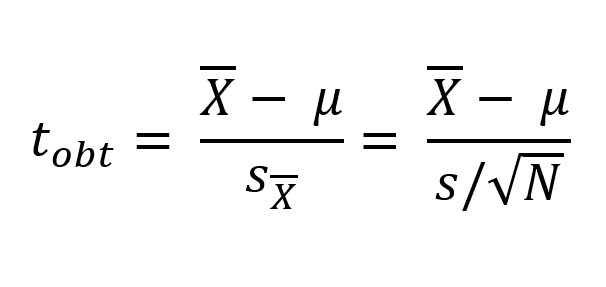 t_obt = (X̅ − μ) / s_X̅ = (X̅ − μ) / (s/√N)